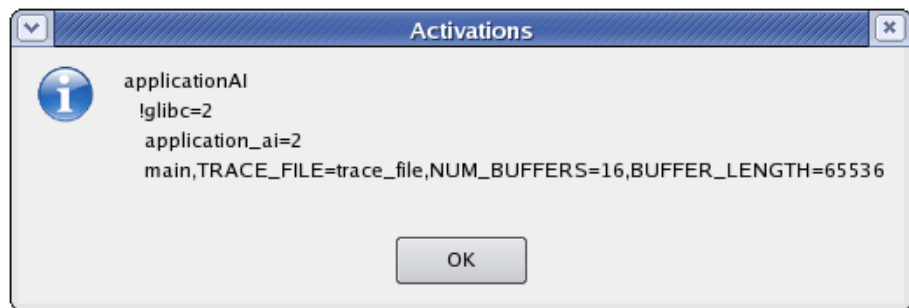 Activations
applicationAI
!glibc=2
application_ai=2
main,TRACE_FILE=trace_file,NUM_BUFFERS=16,BUFFER_LENGTH=65536
OK